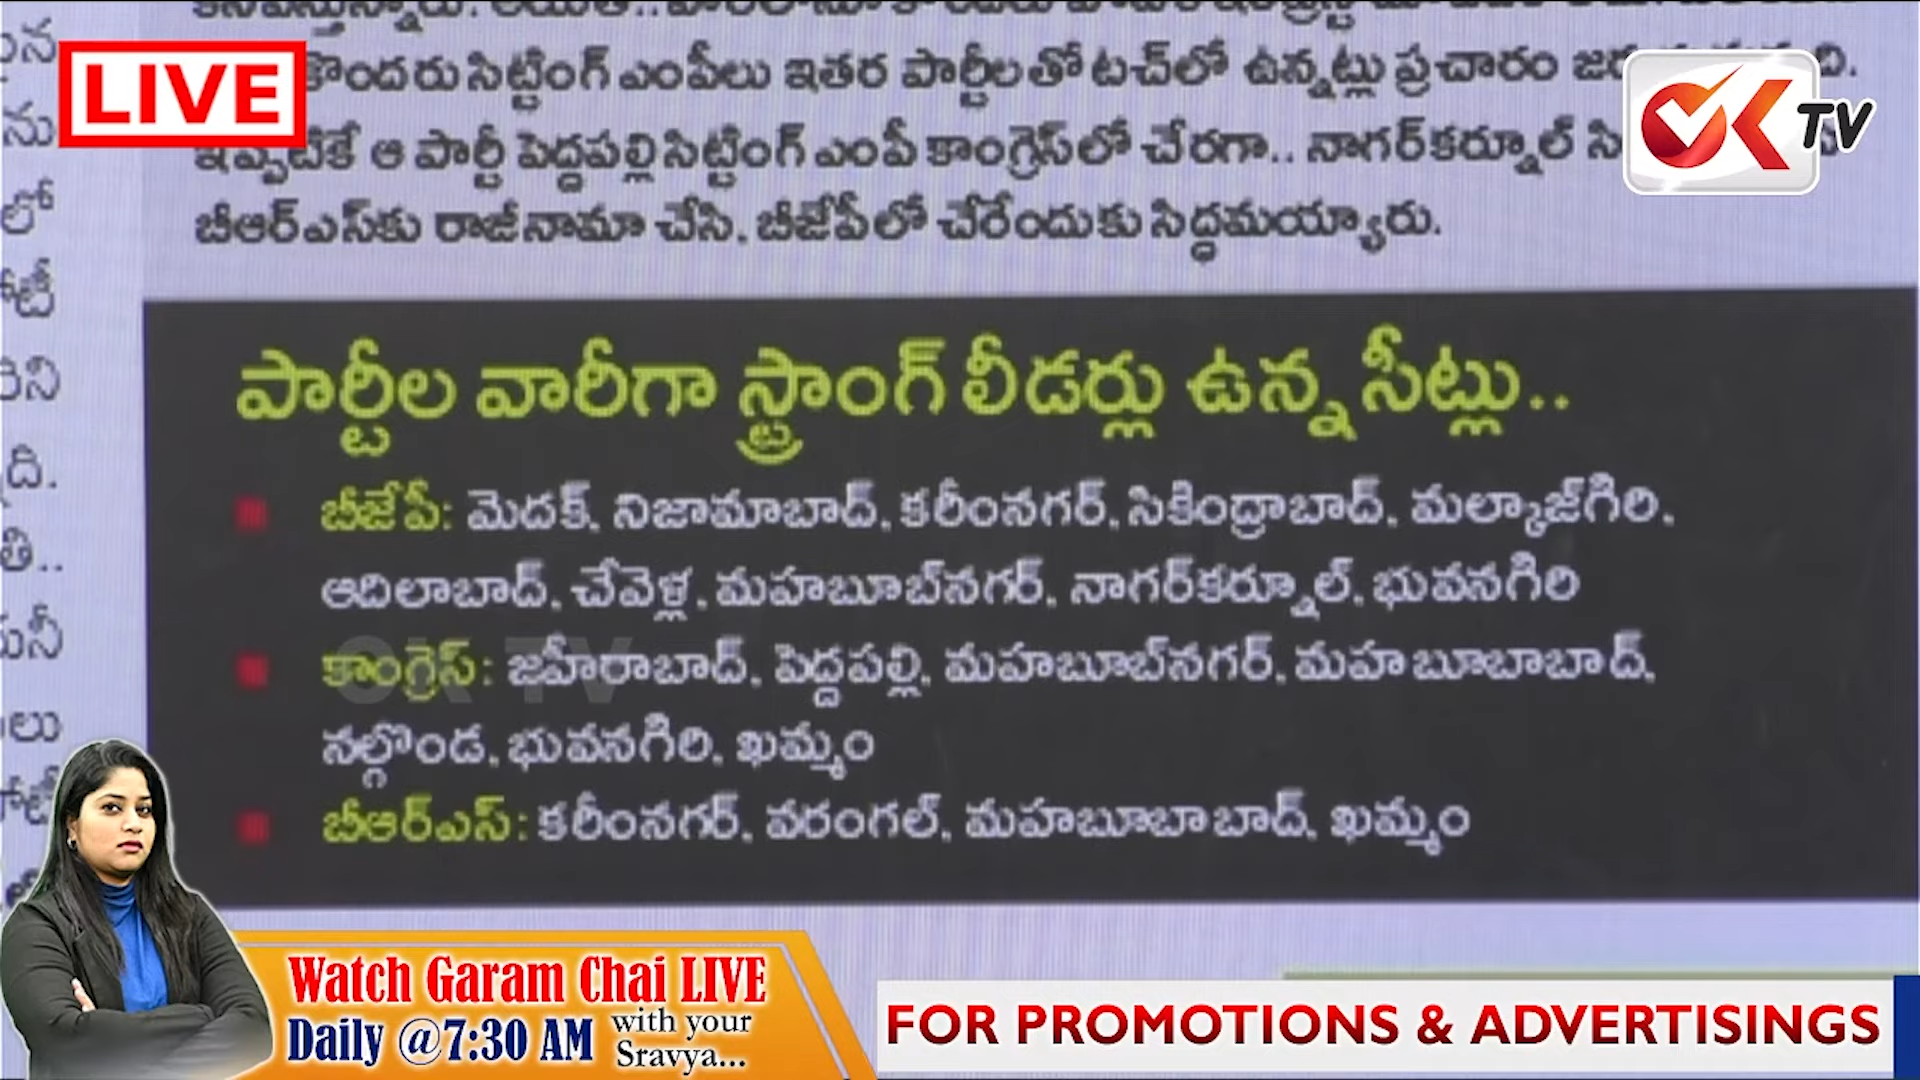 LIVE
కొందరు సిట్టింగ్ ఎంపీలు ఇతర పార్టీలతో టచ్‌లో ఉన్నట్లు ప్రచారం
OK TV
ఇప్పటికే ఆ పార్టీ పెద్దపల్లి సిట్టింగ్ ఎంపీ కాంగ్రెస్‌లో చేరగా.. నాగర్‌కర్నూల్
బీఆర్ఎస్‌కు రాజీనామా చేసి, బీజేపీలో చేరేందుకు సిద్ధమయ్యారు.
పార్టీల వారీగా స్ట్రాంగ్ లీడర్లు ఉన్న సీట్లు..
బీజేపీ: మెదక్, నిజామాబాద్, కరీంనగర్, సికింద్రాబాద్, మల్కాజ్‌గిరి,
ఆదిలాబాద్, చేవెళ్ల, మహబూబ్‌నగర్, నాగర్‌కర్నూల్, భువనగిరి
కాంగ్రెస్: జహీరాబాద్, పెద్దపల్లి, మహబూబ్‌నగర్, మహబూబాబాద్,
నల్గొండ, భువనగిరి, ఖమ్మం
బీఆర్ఎస్: కరీంనగర్, వరంగల్, మహబూబాబాద్, ఖమ్మం
OK TV
Watch Garam Chai LIVE
Daily @7:30 AM with your Sravya...
FOR PROMOTIONS & ADVERTISINGS